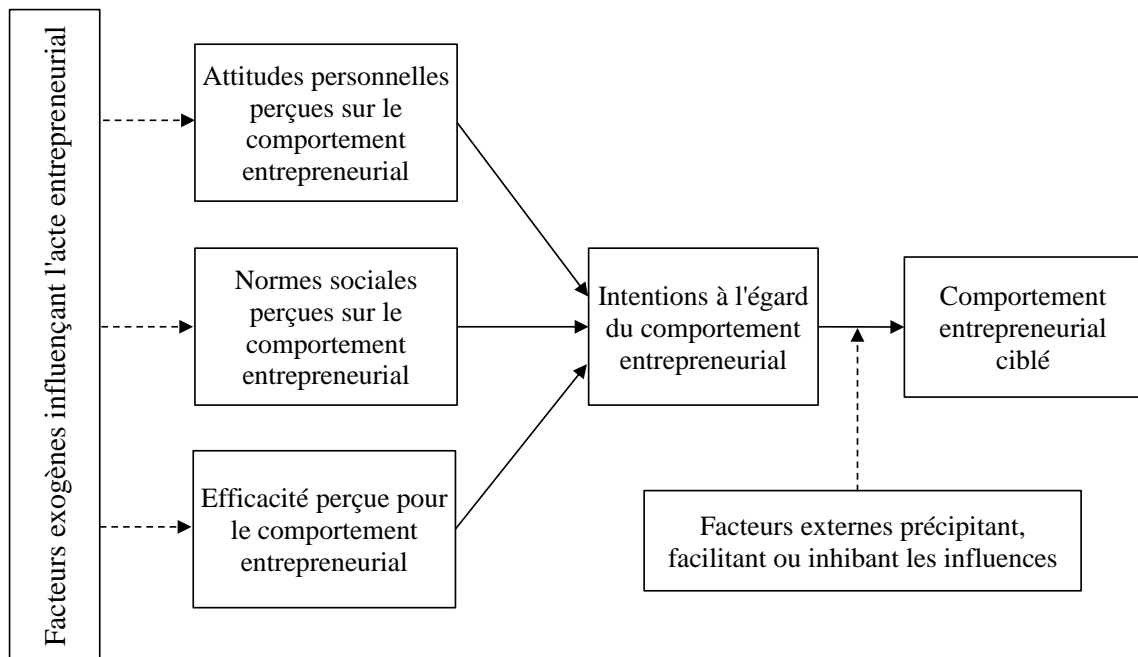 Facteurs exogènes influençant l'acte entrepreneurial
Attitudes personnelles
perçues sur le
comportement
entrepreneurial
Normes sociales
perçues sur le
comportement
entrepreneurial
Efficacité perçue pour
le comportement
entrepreneurial
Intentions à l'égard
du comportement
entrepreneurial
Comportement
entrepreneurial
ciblé
Facteurs externes précipitant,
facilitant ou inhibant les influences